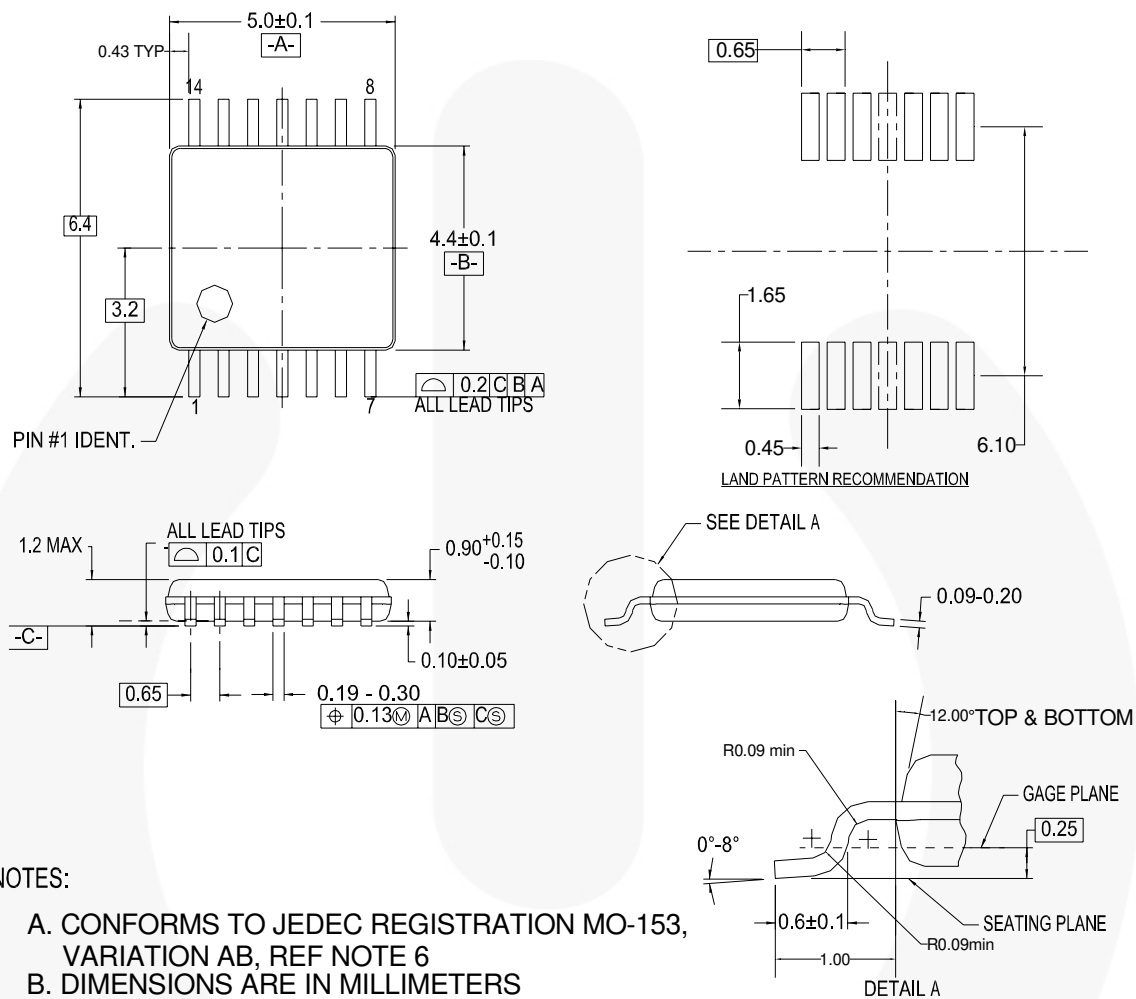 5.0±0.1
-A-
0.43 TYP
14
8
6.4
3.2
4.4±0.1
-B-
0.2 C B A
ALL LEAD TIPS
1
7
PIN #1 IDENT.
0.65
1.65
0.45
6.10
LAND PATTERN RECOMMENDATION
ALL LEAD TIPS
0.1 C
1.2 MAX
0.90+0.15
-0.10
-C-
0.10±0.05
0.65
0.19 - 0.30
⌖ 0.13Ⓜ A BⓈ CⓈ
SEE DETAIL A
0.09-0.20
12.00° TOP & BOTTOM
R0.09 min
GAGE PLANE
0.25
0°-8°
0.6±0.1
SEATING PLANE
R0.09min
1.00
DETAIL A
NOTES:
A. CONFORMS TO JEDEC REGISTRATION MO-153,
VARIATION AB, REF NOTE 6
B. DIMENSIONS ARE IN MILLIMETERS